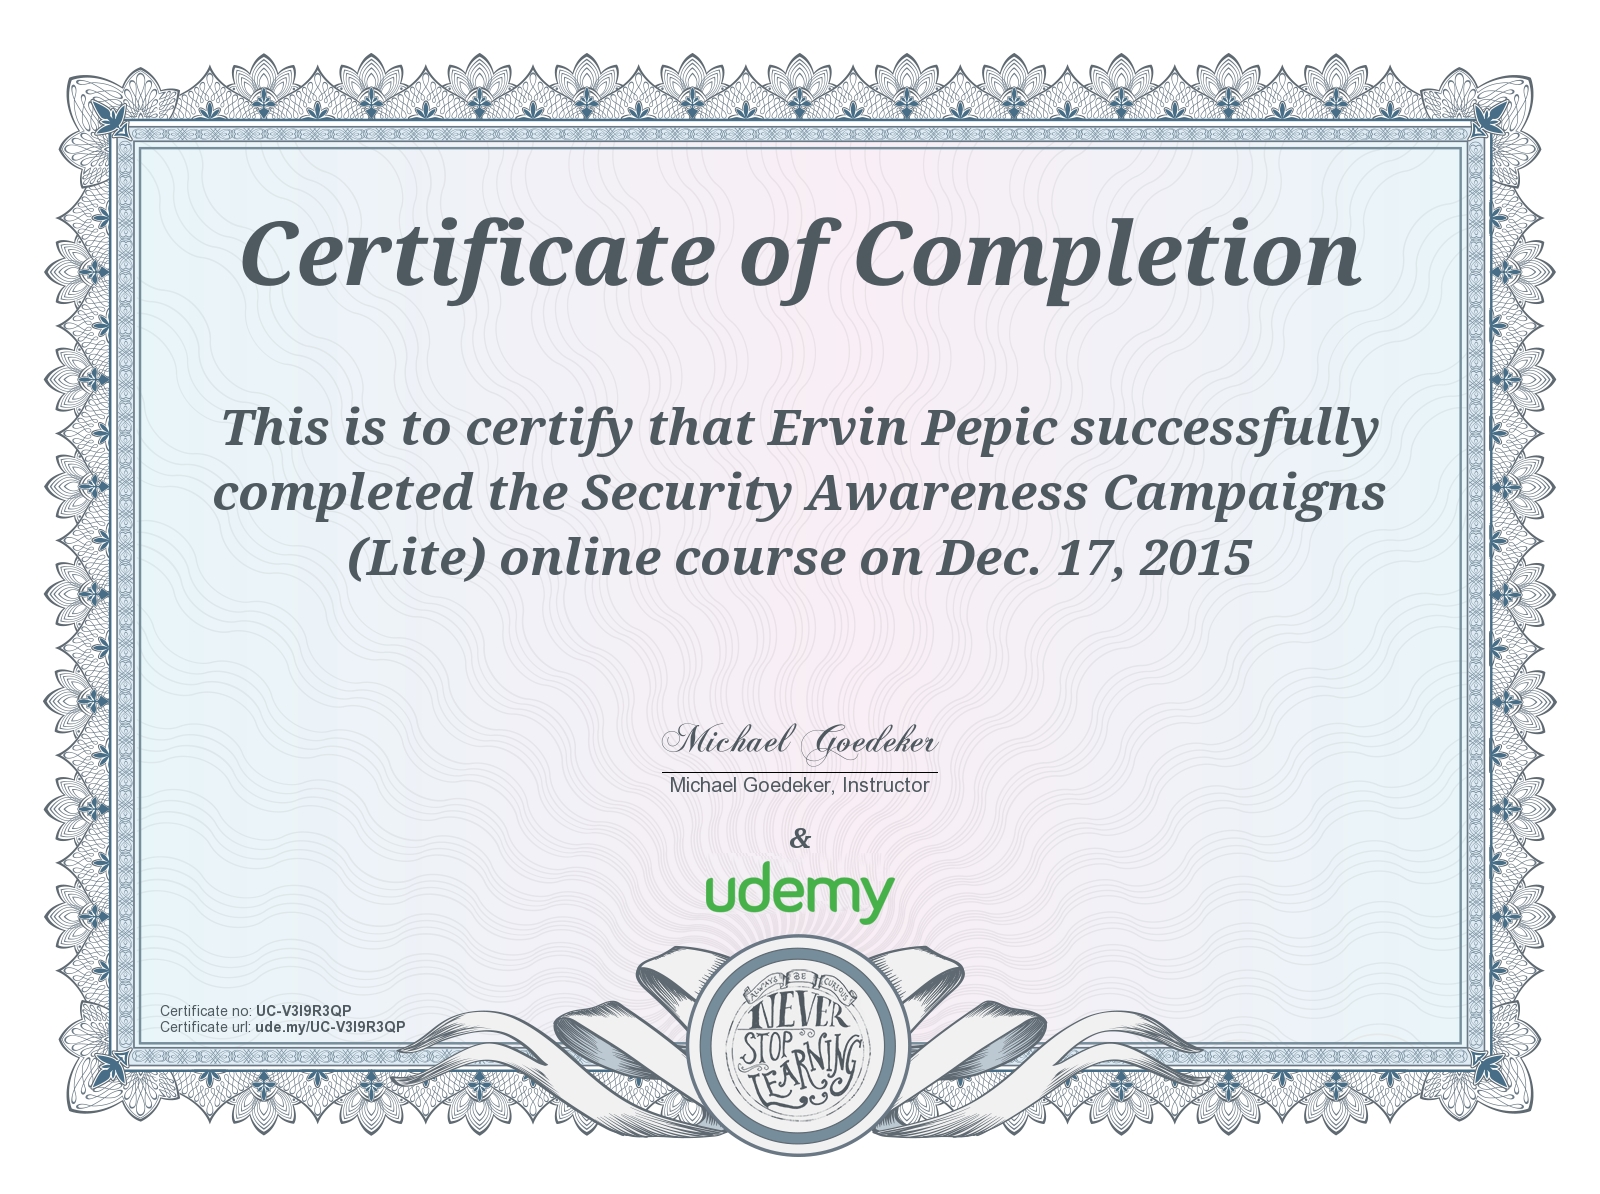 Certificate of Completion
This is to certify that Ervin Pepic successfully
completed the Security Awareness Campaigns
(Lite) online course on Dec. 17, 2015
Michael Goedeker
Michael Goedeker, Instructor
&
udemy
Certificate no: UC-V3I9R3QP
Certificate url: ude.my/UC-V3I9R3QP
ALWAYS BE CURIOUS
NEVER
STOP
LEARNING